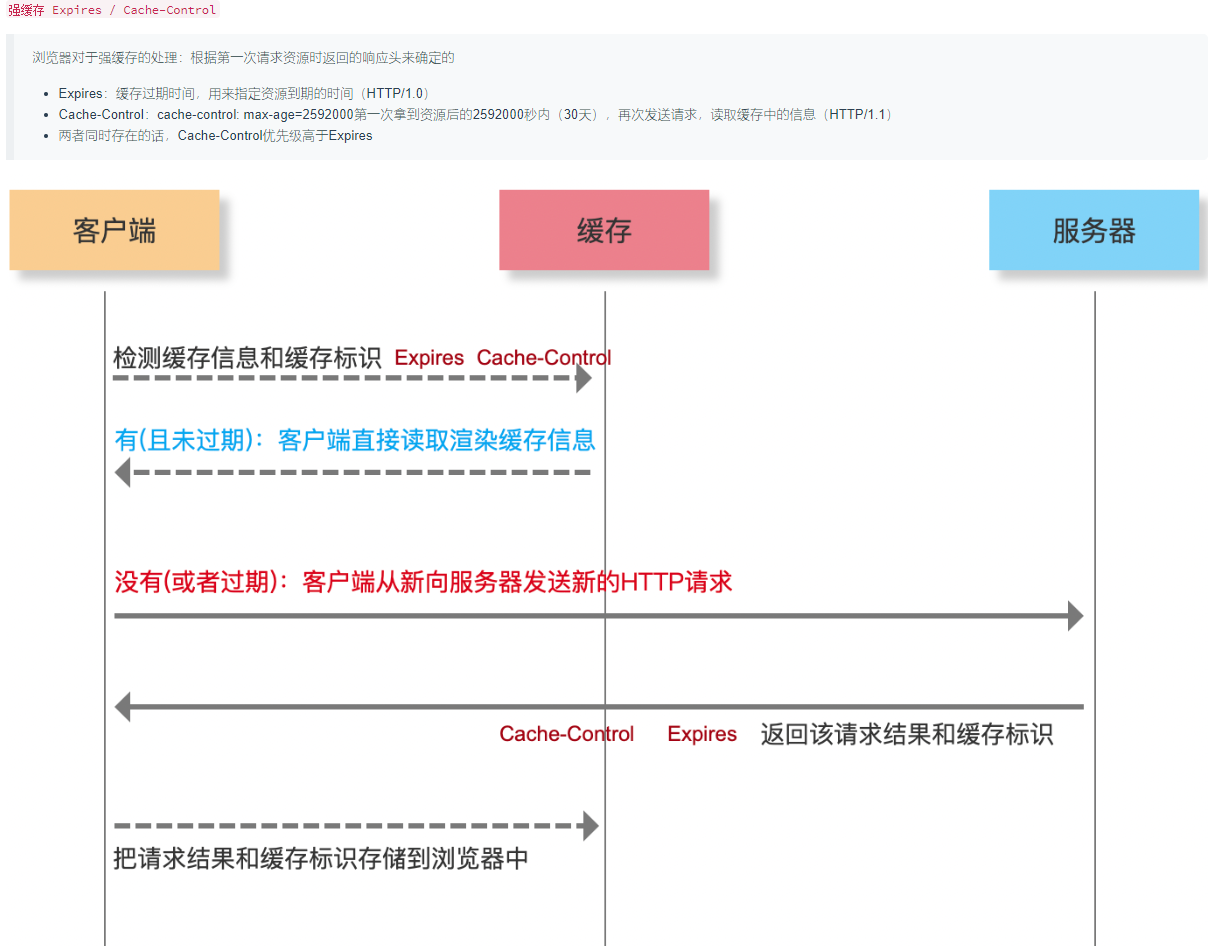 强缓存 Expires / Cache-Control
浏览器对于强缓存的处理：根据第一次请求资源时返回的响应头来确定的
Expires：缓存过期时间，用来指定资源到期的时间（HTTP/1.0）
Cache-Control：cache-control: max-age=2592000第一次拿到资源后的2592000秒内（30天），再次发送请求，读取缓存中的信息（HTTP/1.1）
两者同时存在的话，Cache-Control优先级高于Expires
客户端
缓存
服务器
检测缓存信息和缓存标识 Expires Cache-Control
有(且未过期)：客户端直接读取渲染缓存信息
没有(或者过期)：客户端从新向服务器发送新的HTTP请求
Cache-Control Expires 返回该请求结果和缓存标识
把请求结果和缓存标识存储到浏览器中